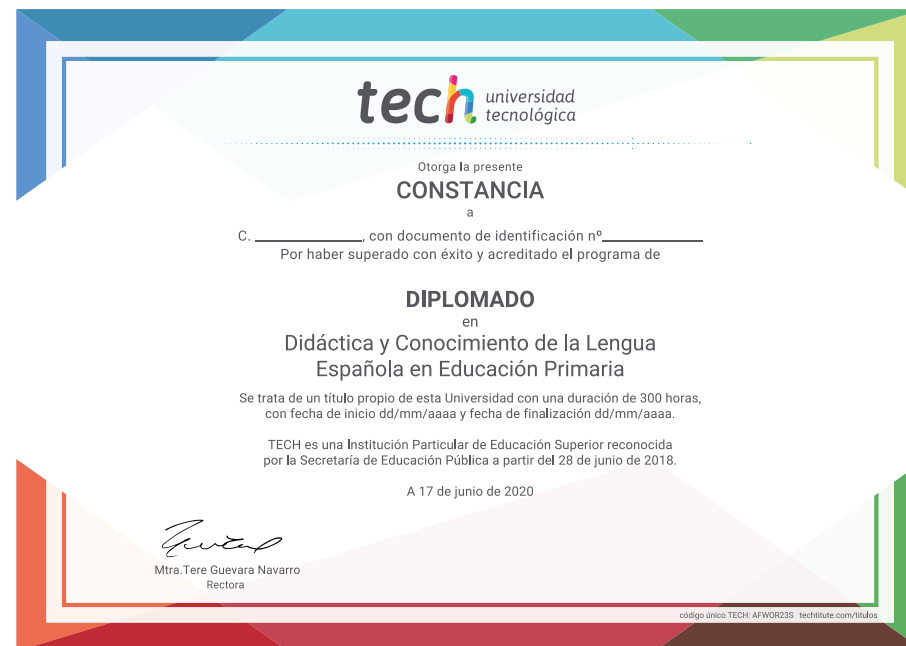 tech universidad
tecnológica
Otorga la presente
CONSTANCIA
a
C. ____________, con documento de identificación nº____________
Por haber superado con éxito y acreditado el programa de
DIPLOMADO
en
Didáctica y Conocimiento de la Lengua
Española en Educación Primaria
Se trata de un título propio de esta Universidad con una duración de 300 horas,
con fecha de inicio dd/mm/aaaa y fecha de finalización dd/mm/aaaa.
TECH es una Institución Particular de Educación Superior reconocida
por la Secretaría de Educación Pública a partir del 28 de junio de 2018.
A 17 de junio de 2020
Mtra.Tere Guevara Navarro
Rectora
código único TECH: AFWOR23S techtitute.com/titulos